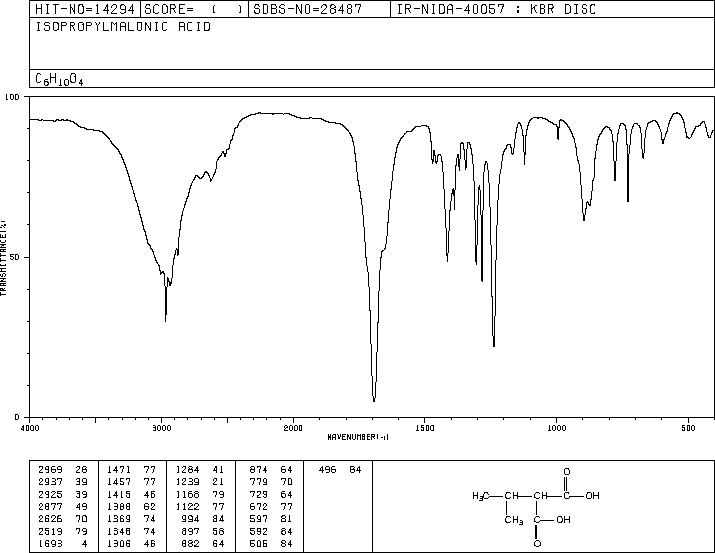 HIT-NO=14294 SCORE= ( ) SDBS-NO=28487 IR-NIDA-40057 : KBR DISC
ISOPROPYLMALONIC ACID
C6H10O4
100
50
0
TRANSMITTANCE(%)
4000 3000 2000 1500 1000 500
WAVENUMBER(-1)
2969 28 1471 77 1284 41 874 64 496 84
2937 39 1457 77 1239 21 779 70
2925 39 1415 46 1168 79 729 64
2877 49 1388 62 1122 77 672 77
2626 70 1369 74 994 84 597 81
2519 79 1348 74 897 58 592 84
1693 4 1306 46 882 64 506 84
O
H3C CH CH C OH
CH3 C OH
O